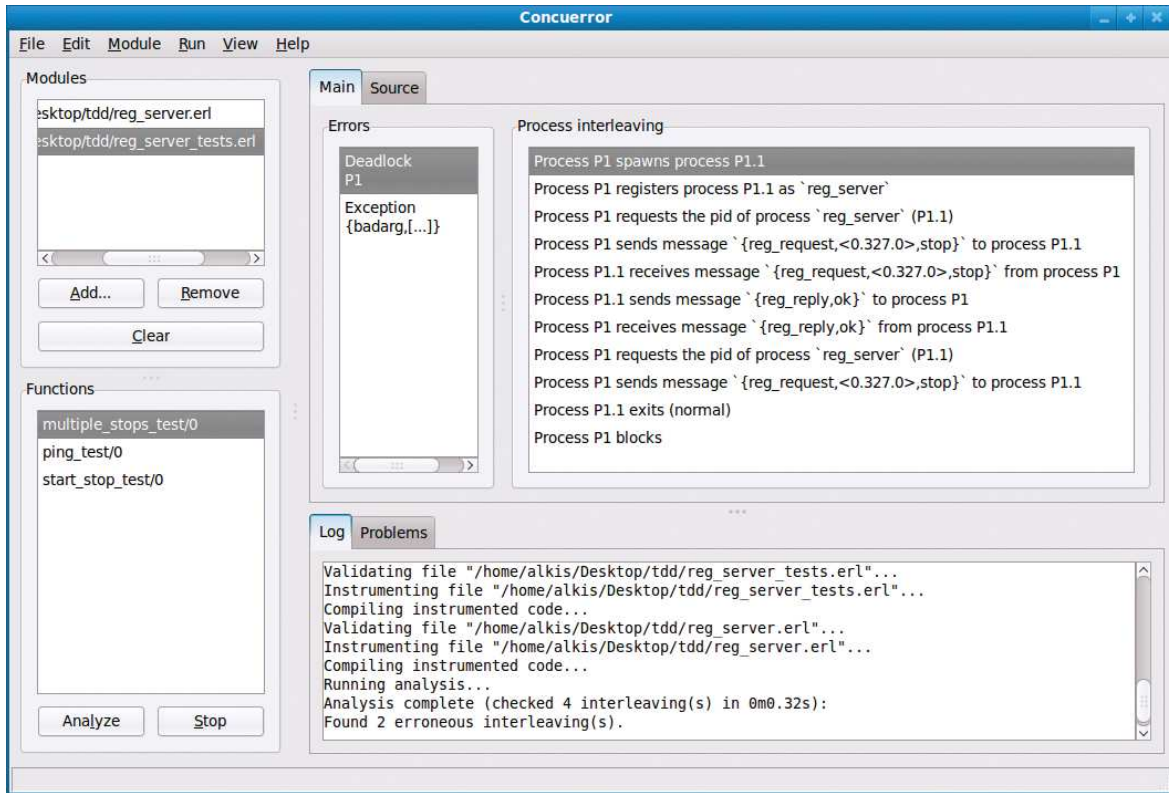 Concuerror
File Edit Module Run View Help
Modules
esktop/tdd/reg_server.erl
esktop/tdd/reg_server_tests.erl
Add... Remove
Clear
Functions
multiple_stops_test/0
ping_test/0
start_stop_test/0
Analyze Stop
Main Source
Errors
Deadlock
P1
Exception
{badarg,[...]}
Process interleaving
Process P1 spawns process P1.1
Process P1 registers process P1.1 as `reg_server`
Process P1 requests the pid of process `reg_server` (P1.1)
Process P1 sends message `{reg_request,<0.327.0>,stop}` to process P1.1
Process P1.1 receives message `{reg_request,<0.327.0>,stop}` from process P1
Process P1.1 sends message `{reg_reply,ok}` to process P1
Process P1 receives message `{reg_reply,ok}` from process P1.1
Process P1 requests the pid of process `reg_server` (P1.1)
Process P1 sends message `{reg_request,<0.327.0>,stop}` to process P1.1
Process P1.1 exits (normal)
Process P1 blocks
Log Problems
Validating file "/home/alkis/Desktop/tdd/reg_server_tests.erl"...
Instrumenting file "/home/alkis/Desktop/tdd/reg_server_tests.erl"...
Compiling instrumented code...
Validating file "/home/alkis/Desktop/tdd/reg_server.erl"...
Instrumenting file "/home/alkis/Desktop/tdd/reg_server.erl"...
Compiling instrumented code...
Running analysis...
Analysis complete (checked 4 interleaving(s) in 0m0.32s):
Found 2 erroneous interleaving(s).